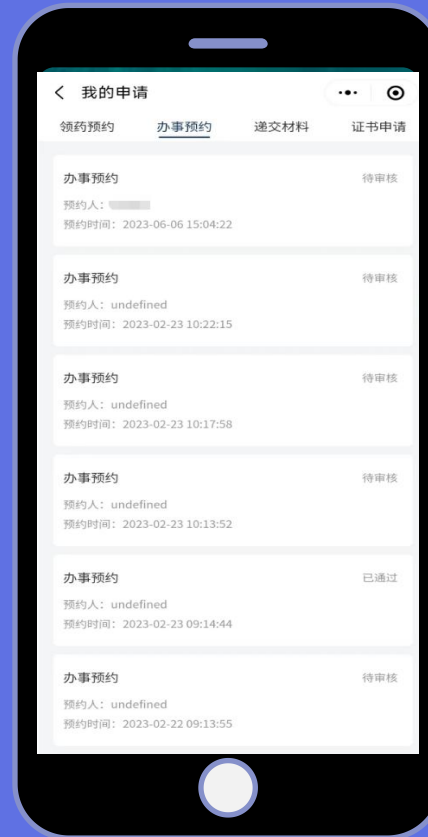 我的申请
领药预约 办事预约 递交材料 证书申请
办事预约 待审核
预约人:
预约时间：2023-06-06 15:04:22
办事预约 待审核
预约人：undefined
预约时间：2023-02-23 10:22:15
办事预约 待审核
预约人：undefined
预约时间：2023-02-23 10:17:58
办事预约 待审核
预约人：undefined
预约时间：2023-02-23 10:13:52
办事预约 已通过
预约人：undefined
预约时间：2023-02-23 09:14:44
办事预约 待审核
预约人：undefined
预约时间：2023-02-22 09:13:55